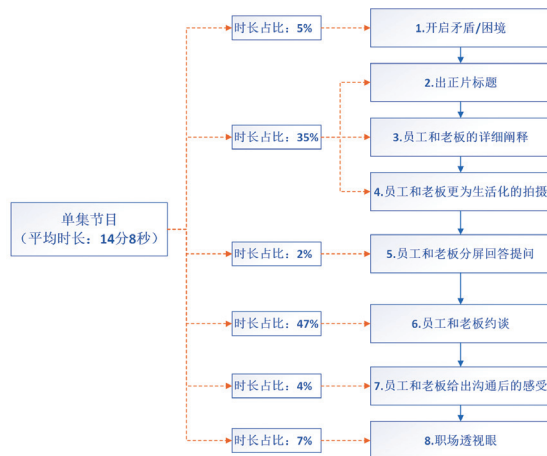 时长占比：5%
1.开启矛盾/困境
2.出正片标题
时长占比：35%
3.员工和老板的详细阐释
4.员工和老板更为生活化的拍摄
单集节目
（平均时长：14分8秒）
时长占比：2%
5.员工和老板分屏回答提问
时长占比：47%
6.员工和老板约谈
时长占比：4%
7.员工和老板给出沟通后的感受
时长占比：7%
8.职场透视眼